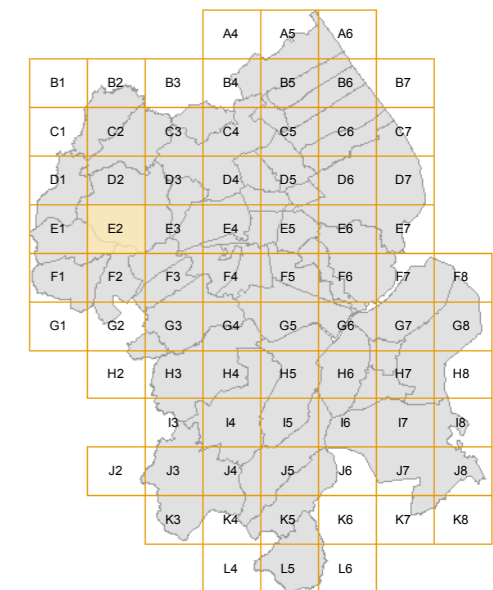 A4 A5 A6
B1 B2 B3 B4 B5 B6 B7
C1 C2 C3 C4 C5 C6 C7
D1 D2 D3 D4 D5 D6 D7
E1 E2 E3 E4 E5 E6 E7
F1 F2 F3 F4 F5 F6 F7 F8
G1 G2 G3 G4 G5 G6 G7 G8
H2 H3 H4 H5 H6 H7 H8
I3 I4 I5 I6 I7 I8
J2 J3 J4 J5 J6 J7 J8
K3 K4 K5 K6 K7 K8
L4 L5 L6